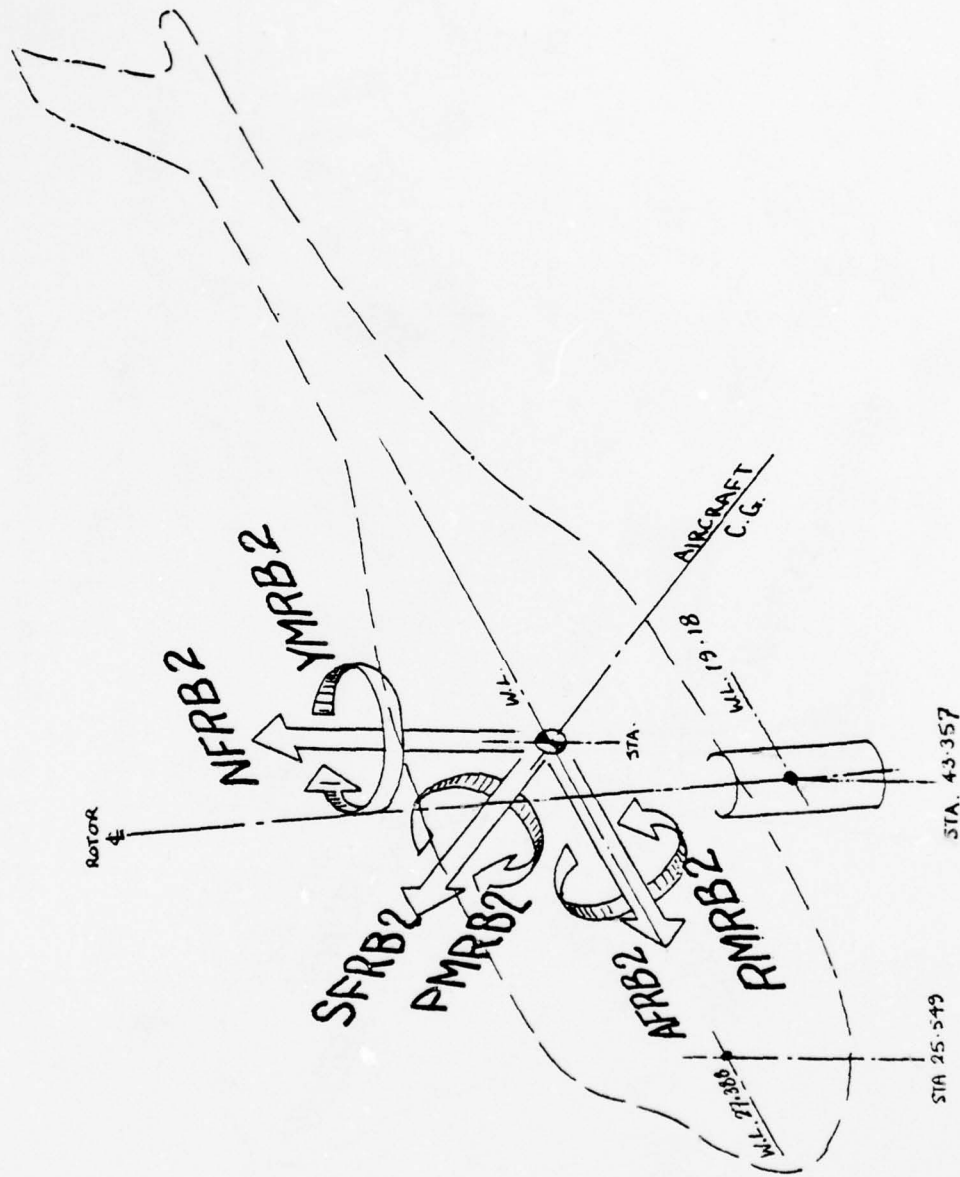 ROTOR
℄
NFRB2
YMRB2
SFRB2
PMRB2
AFRB2
RMRB2
W.L.
STA.
AIRCRAFT
C.G.
W.L. 19.18
STA. 43.357
W.L. 27.388
STA 25.549